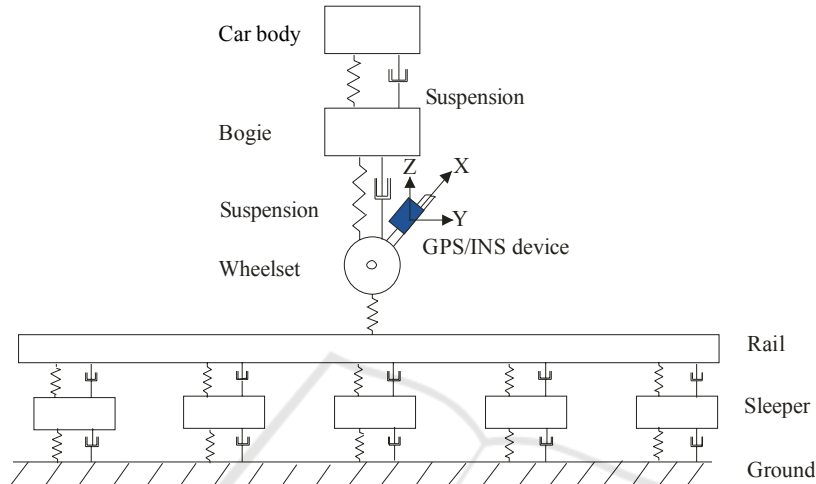 Car body
Suspension
Bogie
Z
X
Suspension
Y
GPS/INS device
Wheelset
Rail
Sleeper
Ground